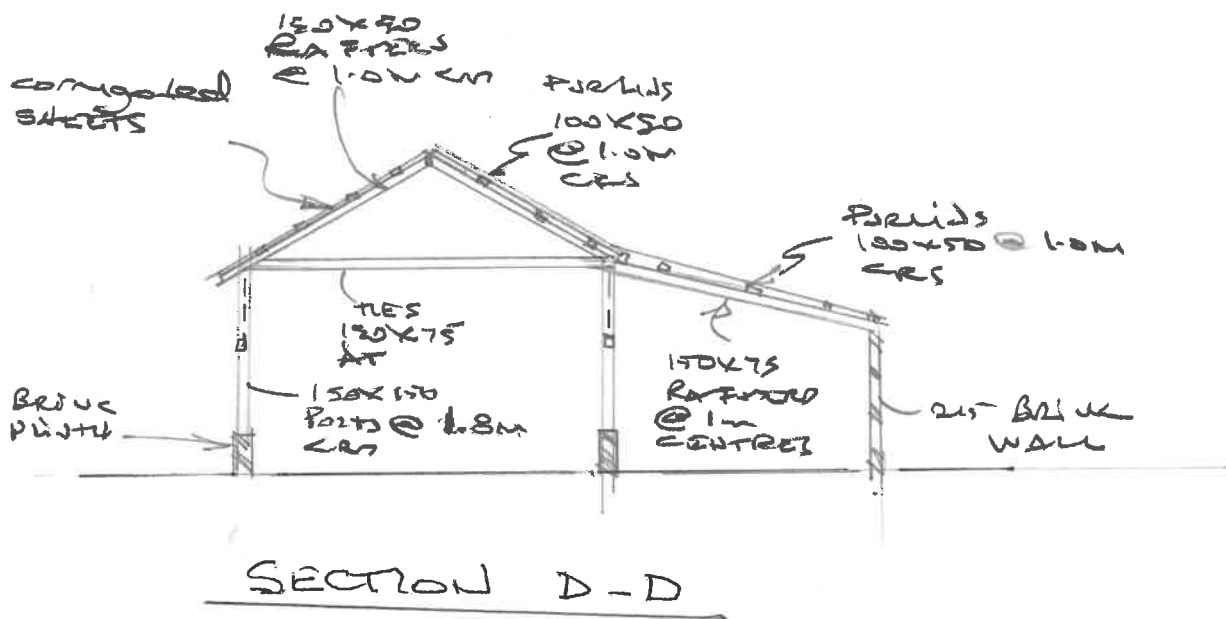 150x50
RAFTERS
@ 1.0M CRS
corrugated
SHEETS
PURLINS
100x50
@ 1.0M
CRS
PURLINS
100x50 @ 1.0M
CRS
TIES
150x75
AT
150x150
POSTS @ 1.8m
CRS
150x75
RAFTERS
@ 1m
CENTRES
BRICK
PLINTH
215 BRICK
WALL
SECTION D-D